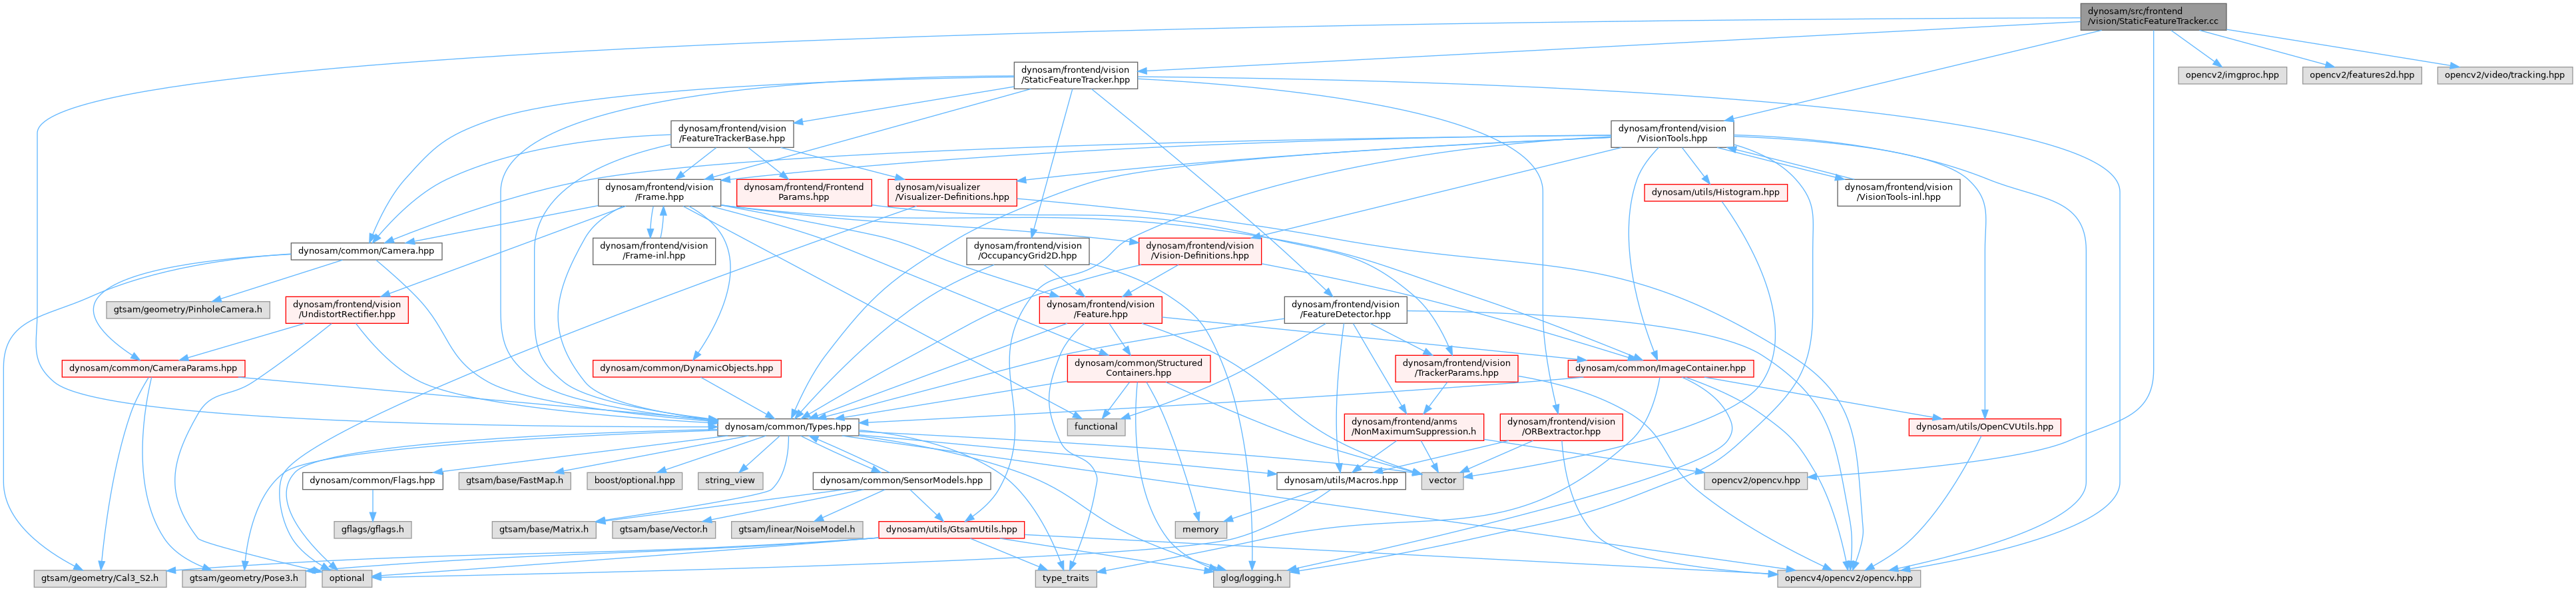 dynosam/src/frontend
/vision/StaticFeatureTracker.cc
dynosam/frontend/vision
/StaticFeatureTracker.hpp
opencv2/imgproc.hpp
opencv2/features2d.hpp
opencv2/video/tracking.hpp
dynosam/frontend/vision
/FeatureTrackerBase.hpp
dynosam/frontend/vision
/VisionTools.hpp
dynosam/frontend/vision
/Frame.hpp
dynosam/frontend/Frontend
Params.hpp
dynosam/visualizer
/Visualizer-Definitions.hpp
dynosam/utils/Histogram.hpp
dynosam/frontend/vision
/VisionTools-inl.hpp
dynosam/common/Camera.hpp
dynosam/frontend/vision
/Frame-inl.hpp
dynosam/frontend/vision
/OccupancyGrid2D.hpp
dynosam/frontend/vision
/Vision-Definitions.hpp
gtsam/geometry/PinholeCamera.h
dynosam/frontend/vision
/UndistortRectifier.hpp
dynosam/frontend/vision
/Feature.hpp
dynosam/frontend/vision
/FeatureDetector.hpp
dynosam/common/CameraParams.hpp
dynosam/common/DynamicObjects.hpp
dynosam/common/Structured
Containers.hpp
dynosam/frontend/vision
/TrackerParams.hpp
dynosam/common/ImageContainer.hpp
dynosam/common/Types.hpp
functional
dynosam/frontend/anms
/NonMaximumSuppression.h
dynosam/frontend/vision
/ORBextractor.hpp
dynosam/utils/OpenCVUtils.hpp
dynosam/common/Flags.hpp
gtsam/base/FastMap.h
boost/optional.hpp
string_view
dynosam/common/SensorModels.hpp
dynosam/utils/Macros.hpp
vector
opencv2/opencv.hpp
gflags/gflags.h
gtsam/base/Matrix.h
gtsam/base/Vector.h
gtsam/linear/NoiseModel.h
dynosam/utils/GtsamUtils.hpp
memory
gtsam/geometry/Cal3_S2.h
gtsam/geometry/Pose3.h
optional
type_traits
glog/logging.h
opencv4/opencv2/opencv.hpp